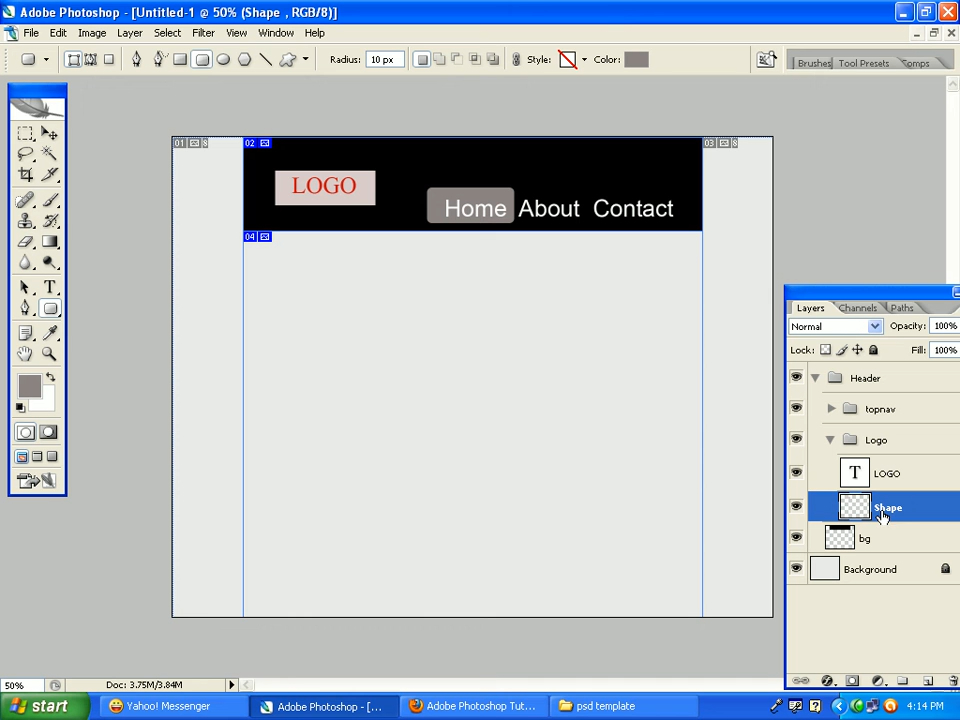 Adobe Photoshop - [Untitled-1 @ 50% (Shape , RGB/8)]
File Edit Image Layer Select Filter View Window Help
Radius: 10 px Style: Color: Brushes Tool Presets Comps
01 02 03
LOGO
Home About Contact
04
Layers Channels Paths
Normal Opacity: 100%
Lock: Fill: 100%
Header
topnav
Logo
T LOGO
Shape
bg
Background
T
50% Doc: 3.75M/3.84M
start Yahoo! Messenger Adobe Photoshop - [... Adobe Photoshop Tut... psd template 4:14 PM